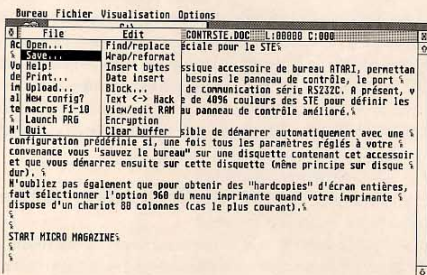 Bureau Fichier Visualisation Options
File Edit CONTRSTE.DOC L:00000 C:000
Ac Open... Find/replace éciale pour le STE
Save... Wrap/reformat
Vo Help! Insert bytes ssique accessoire de bureau ATARI, permettan
de Print... Date insert besoins le panneau de contrôle, le port
im Upload... Block... de communication série RS232C. A présent, v
al New config? Text <-> Hack e de 4096 couleurs des STE pour définir les
te macros F1-10 View/edit RAM u panneau de contrôle amélioré.
Launch PRG Encryption
N' Quit Clear buffer sible de démarrer automatiquement avec une
configuration prédéfinie si, une fois tous les paramètres réglés à votre
convenance vous "sauvez le bureau" sur une disquette contenant cet accessoir
et que vous démarrez ensuite sur cette disquette (même principe sur disque
dur).
N'oubliez pas également que pour obtenir des "hardcopies" d'écran entières,
faut sélectionner l'option 960 du menu imprimante quand votre imprimante
dispose d'un chariot 80 colonnes (cas le plus courant).
START MICRO MAGAZINE